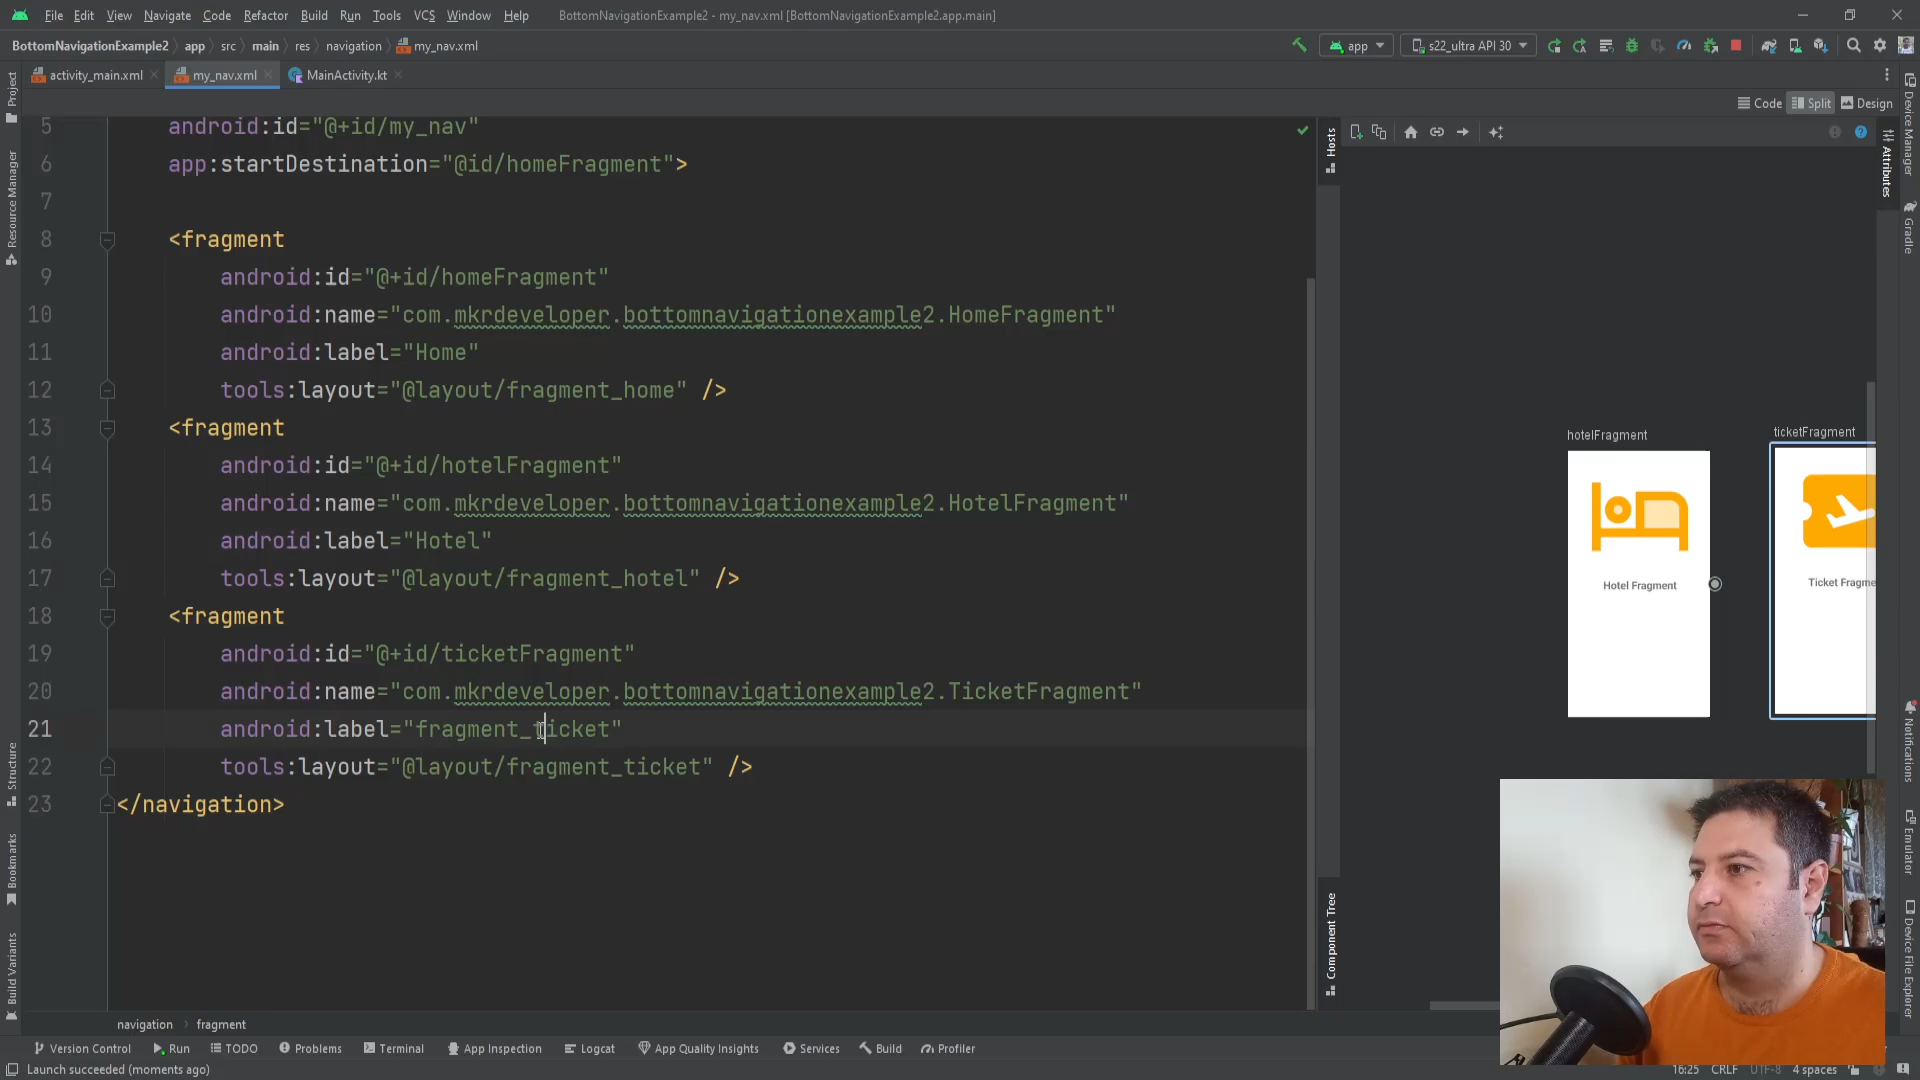 File Edit View Navigate Code Refactor Build Run Tools VCS Window Help BottomNavigationExample2 - my_nav.xml [BottomNavigationExample2.app.main]
BottomNavigationExample2 app src main res navigation my_nav.xml app s22_ultra API 30
activity_main.xml my_nav.xml MainActivity.kt
Code Split Design
Project
Resource Manager
Structure
Bookmarks
Build Variants
5 android:id="@+id/my_nav"
6 app:startDestination="@id/homeFragment">
7
8 <fragment
9 android:id="@+id/homeFragment"
10 android:name="com.mkrdeveloper.bottomnavigationexample2.HomeFragment"
11 android:label="Home"
12 tools:layout="@layout/fragment_home" />
13 <fragment
14 android:id="@+id/hotelFragment"
15 android:name="com.mkrdeveloper.bottomnavigationexample2.HotelFragment"
16 android:label="Hotel"
17 tools:layout="@layout/fragment_hotel" />
18 <fragment
19 android:id="@+id/ticketFragment"
20 android:name="com.mkrdeveloper.bottomnavigationexample2.TicketFragment"
21 android:label="fragment_ticket"
22 tools:layout="@layout/fragment_ticket" />
23 </navigation>
Hosts
Component Tree
hotelFragment
Hotel Fragment
ticketFragment
Ticket Fragme
Attributes
Device Manager
Gradle
Notifications
Emulator
Device File Explorer
navigation fragment
Version Control Run TODO Problems Terminal App Inspection Logcat App Quality Insights Services Build Profiler
Launch succeeded (moments ago) 16:25 CRLF UTF-8 4 spaces